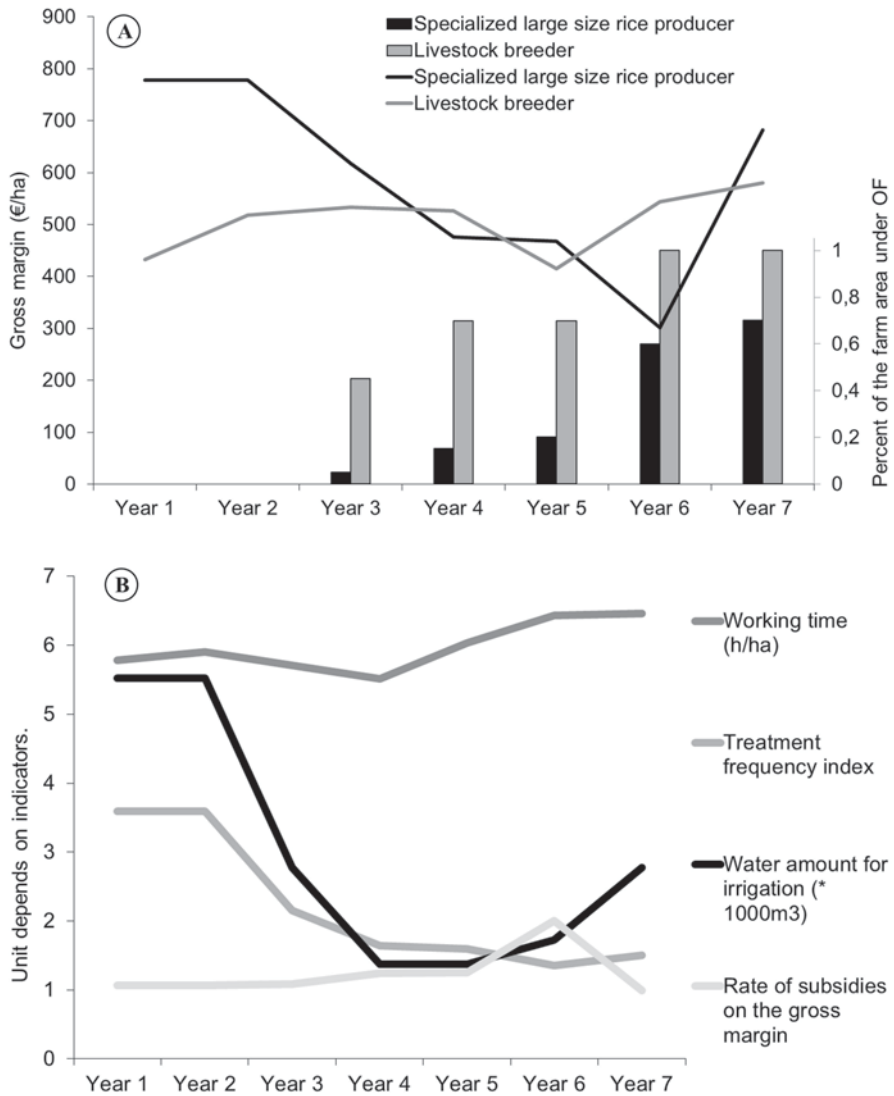 A
Specialized large size rice producer
Livestock breeder
Specialized large size rice producer
Livestock breeder
Gross margin (€/ha)
900
800
700
600
500
400
300
200
100
0
Percent of the farm area under OF
1
0,8
0,6
0,4
0,2
0
Year 1 Year 2 Year 3 Year 4 Year 5 Year 6 Year 7
B
Unit depends on indicators.
7
6
5
4
3
2
1
0
Working time
(h/ha)
Treatment
frequency index
Water amount for
irrigation (*
1000m3)
Rate of subsidies
on the gross
margin
Year 1 Year 2 Year 3 Year 4 Year 5 Year 6 Year 7